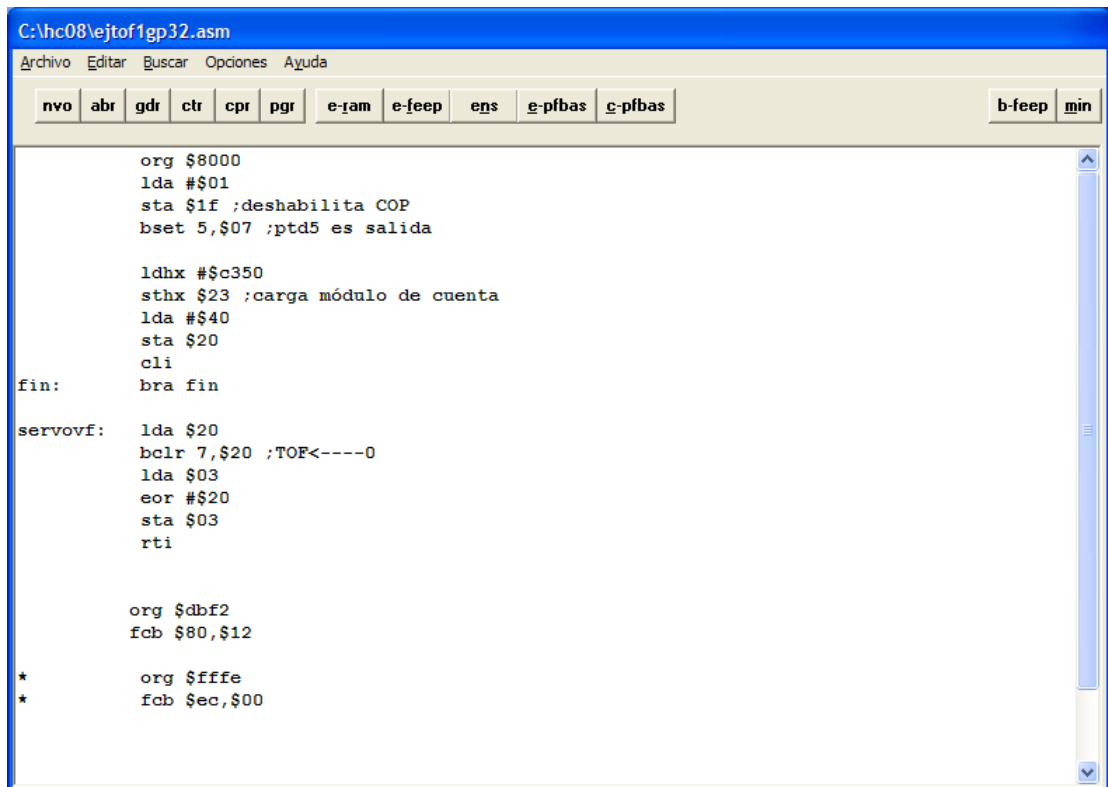 C:\hc08\ejtof1gp32.asm
Archivo Editar Buscar Opciones Ayuda
nvo abr gdr ctr cpr pgr e-ram e-feep ens e-pfbas c-pfbas b-feep min
org $8000
lda #$01
sta $1f ;deshabilita COP
bset 5,$07 ;ptd5 es salida
ldhx #$c350
sthx $23 ;carga módulo de cuenta
lda #$40
sta $20
cli
fin: bra fin
servovf: lda $20
bclr 7,$20 ;TOF<----0
lda $03
eor #$20
sta $03
rti
org $dbf2
fcb $80,$12
* org $fffe
* fcb $ec,$00